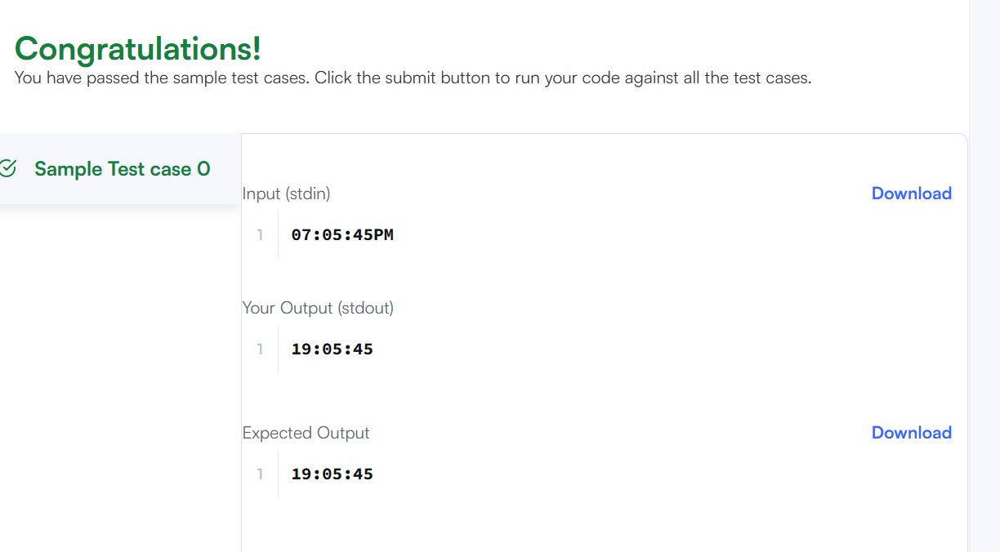 Congratulations!
You have passed the sample test cases. Click the submit button to run your code against all the test cases.
Sample Test case 0
Input (stdin)
Download
1
07:05:45PM
Your Output (stdout)
1
19:05:45
Expected Output
Download
1
19:05:45